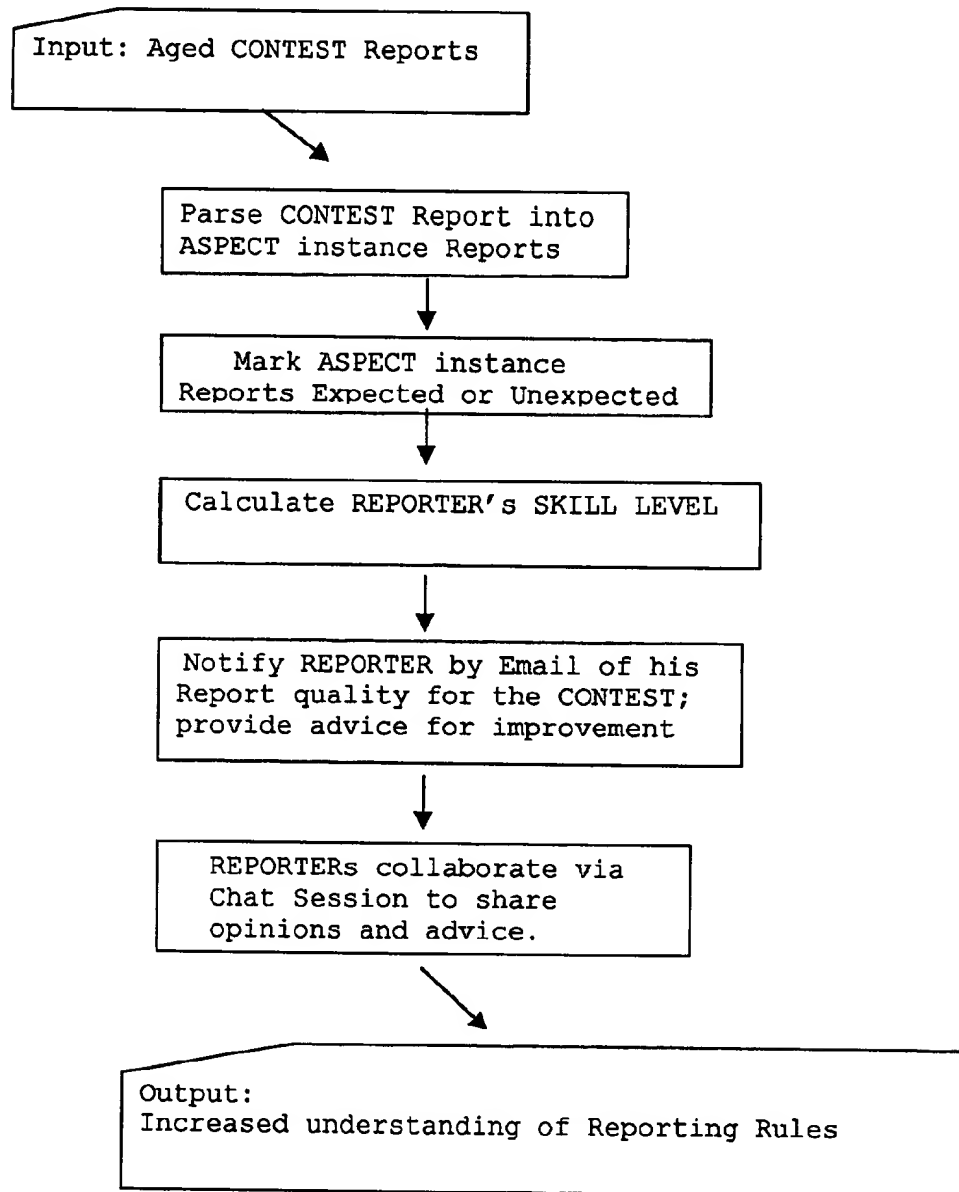 Input: Aged CONTEST Reports
Parse CONTEST Report into
ASPECT instance Reports
Mark ASPECT instance
Reports Expected or Unexpected
Calculate REPORTER's SKILL LEVEL
Notify REPORTER by Email of his
Report quality for the CONTEST;
provide advice for improvement
REPORTERs collaborate via
Chat Session to share
opinions and advice.
Output:
Increased understanding of Reporting Rules